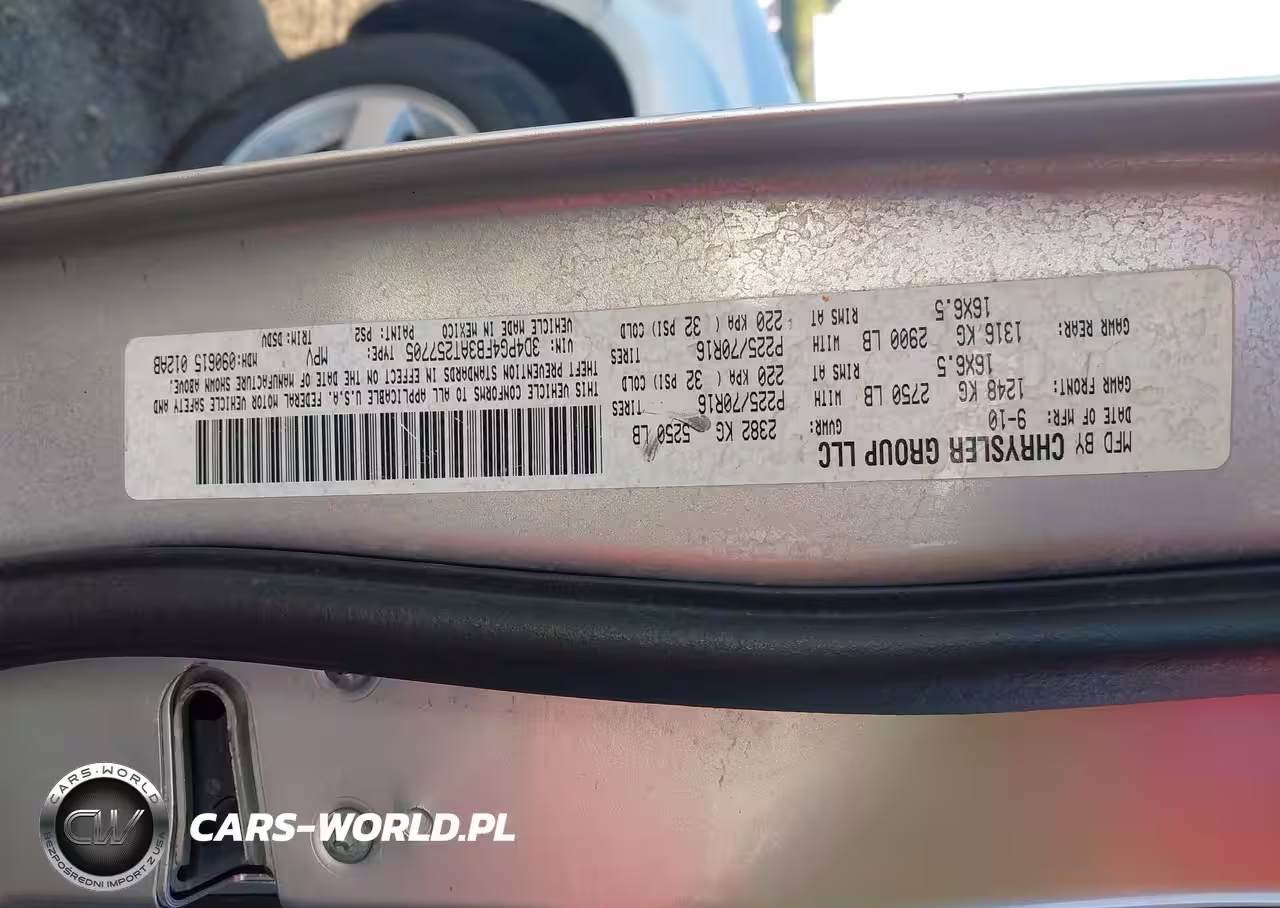 MFD BY CHRYSLER GROUP LLC
DATE OF MFR: 9-10 GVWR: 2382 KG 5250 LB
GAWR FRONT: WITH TIRES
1248 KG 2750 LB P225/70R16
RIMS AT COLD
16X6.5 220 KPA ( 32 PSI)
GAWR REAR: WITH TIRES
1316 KG 2900 LB P225/70R16
RIMS AT COLD
16X6.5 220 KPA ( 32 PSI)
THIS VEHICLE CONFORMS TO ALL APPLICABLE U.S.A. FEDERAL MOTOR VEHICLE SAFETY AND
THEFT PREVENTION STANDARDS IN EFFECT ON THE DATE OF MANUFACTURE SHOWN ABOVE.
VIN: 3D4PG4FB3AT257705 TYPE: MPV MDH: 090615 012AB
VEHICLE MADE IN MEXICO PAINT: PS2 TRIM: DSDV
CARS-WORLD
CW
BEZPOŚREDNI IMPORT Z USA
CARS-WORLD.PL